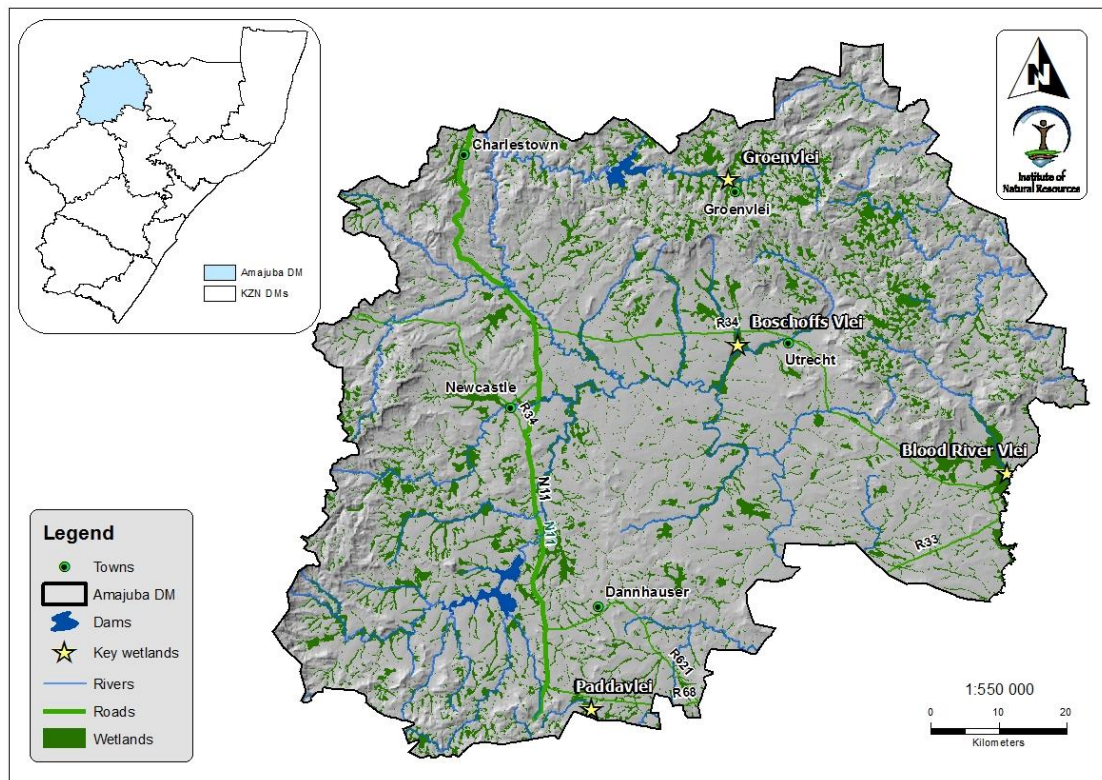 Amajuba DM
KZN DMs
N
Institute of
Natural Resources
Charlestown
Groenvlei
Groenvlei
R34
Boschoffs Vlei
Utrecht
Newcastle
R34
Blood River Vlei
N11
N11
R33
Dannhauser
R621
Paddavlei
R68
Legend
Towns
Amajuba DM
Dams
Key wetlands
Rivers
Roads
Wetlands
1:550 000
0 10 20
Kilometers